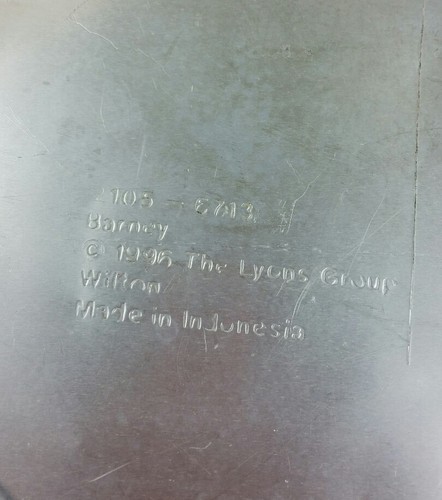 105 - 6713
Barney
© 1996 The Lyons Group
Wilton
Made in Indonesia